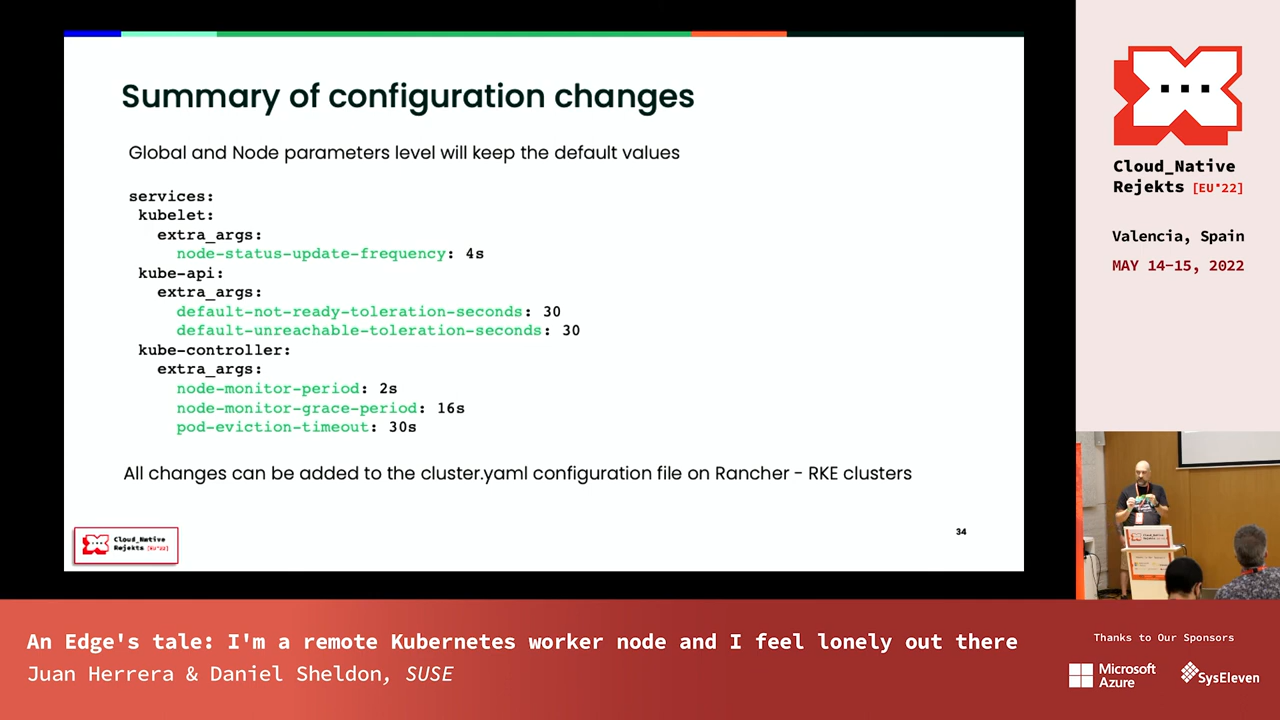 Summary of configuration changes
Global and Node parameters level will keep the default values
services:
kubelet:
extra_args:
node-status-update-frequency: 4s
kube-api:
extra_args:
default-not-ready-toleration-seconds: 30
default-unreachable-toleration-seconds: 30
kube-controller:
extra_args:
node-monitor-period: 2s
node-monitor-grace-period: 16s
pod-eviction-timeout: 30s
All changes can be added to the cluster.yaml configuration file on Rancher - RKE clusters
34
Cloud_Native
Rejekts [EU*22]
Cloud_Native
Rejekts [EU*22]
Valencia, Spain
MAY 14-15, 2022
An Edge's tale: I'm a remote Kubernetes worker node and I feel lonely out there
Juan Herrera & Daniel Sheldon, SUSE
Thanks to Our Sponsors
Microsoft
Azure
SysEleven